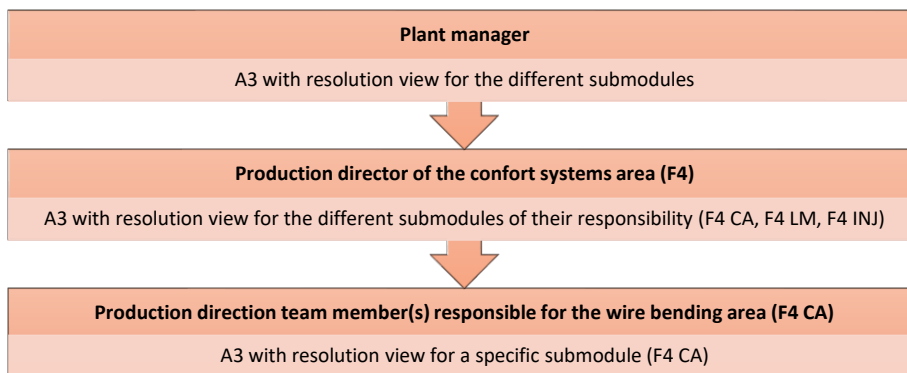 Plant manager
A3 with resolution view for the different submodules
Production director of the confort systems area (F4)
A3 with resolution view for the different submodules of their responsibility (F4 CA, F4 LM, F4 INJ)
Production direction team member(s) responsible for the wire bending area (F4 CA)
A3 with resolution view for a specific submodule (F4 CA)